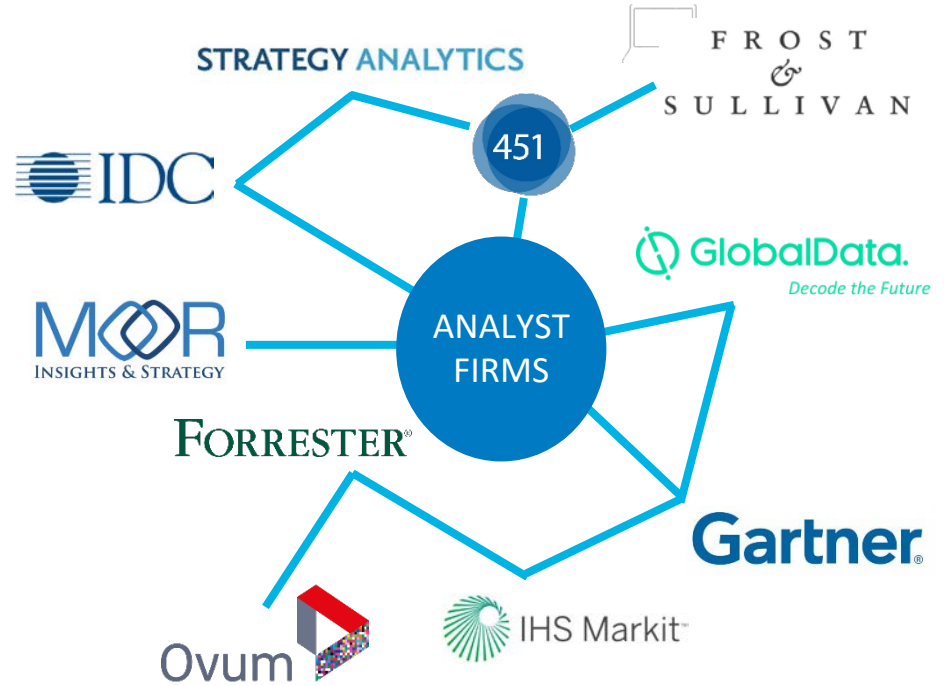 STRATEGY ANALYTICS
FROST
&
SULLIVAN
451
IDC
GlobalData.
Decode the Future
MOOR
INSIGHTS & STRATEGY
ANALYST
FIRMS
FORRESTER®
Gartner®
IHS Markit™
Ovum